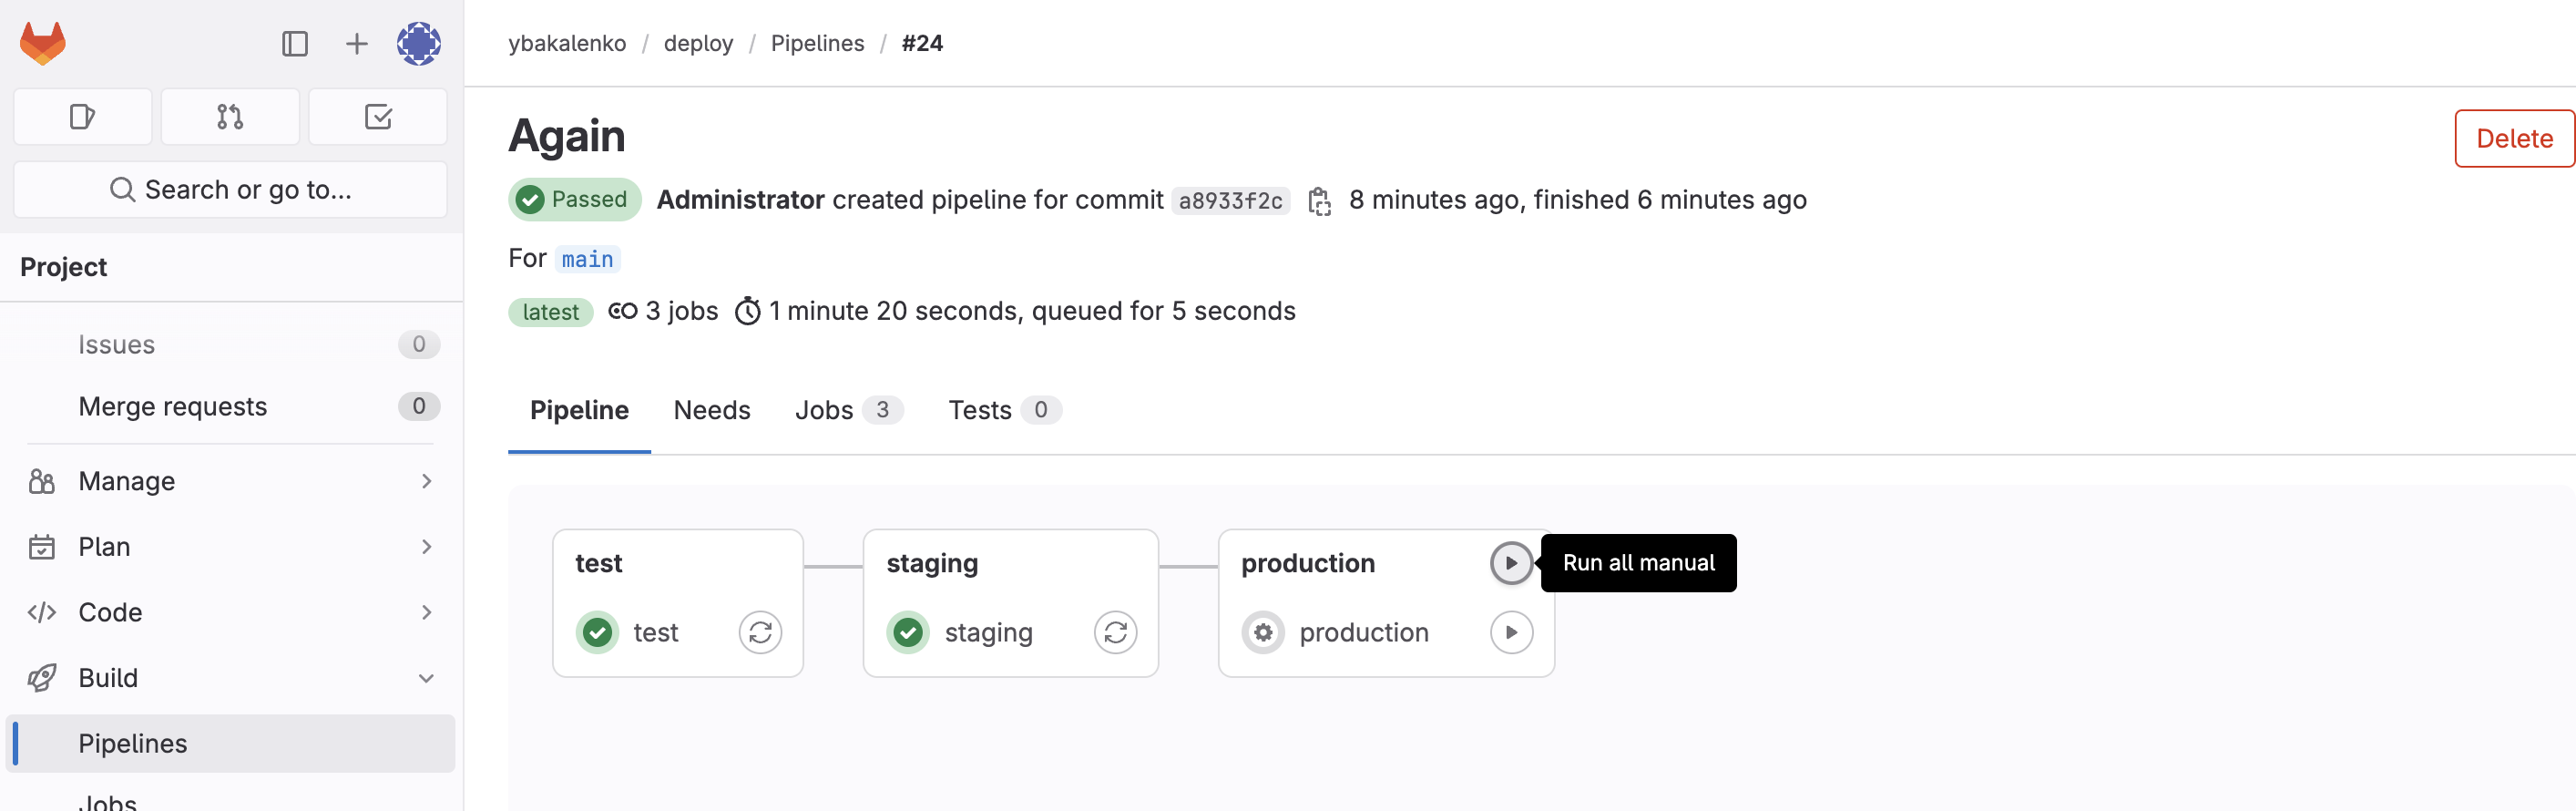 ybakalenko / deploy / Pipelines / #24
Search or go to...
Project
Issues 0
Merge requests 0
Manage
Plan
Code
Build
Pipelines
Jobs
Again
Delete
Passed Administrator created pipeline for commit a8933f2c 8 minutes ago, finished 6 minutes ago
For main
latest 3 jobs 1 minute 20 seconds, queued for 5 seconds
Pipeline Needs Jobs 3 Tests 0
test
test
staging
staging
production
production
Run all manual